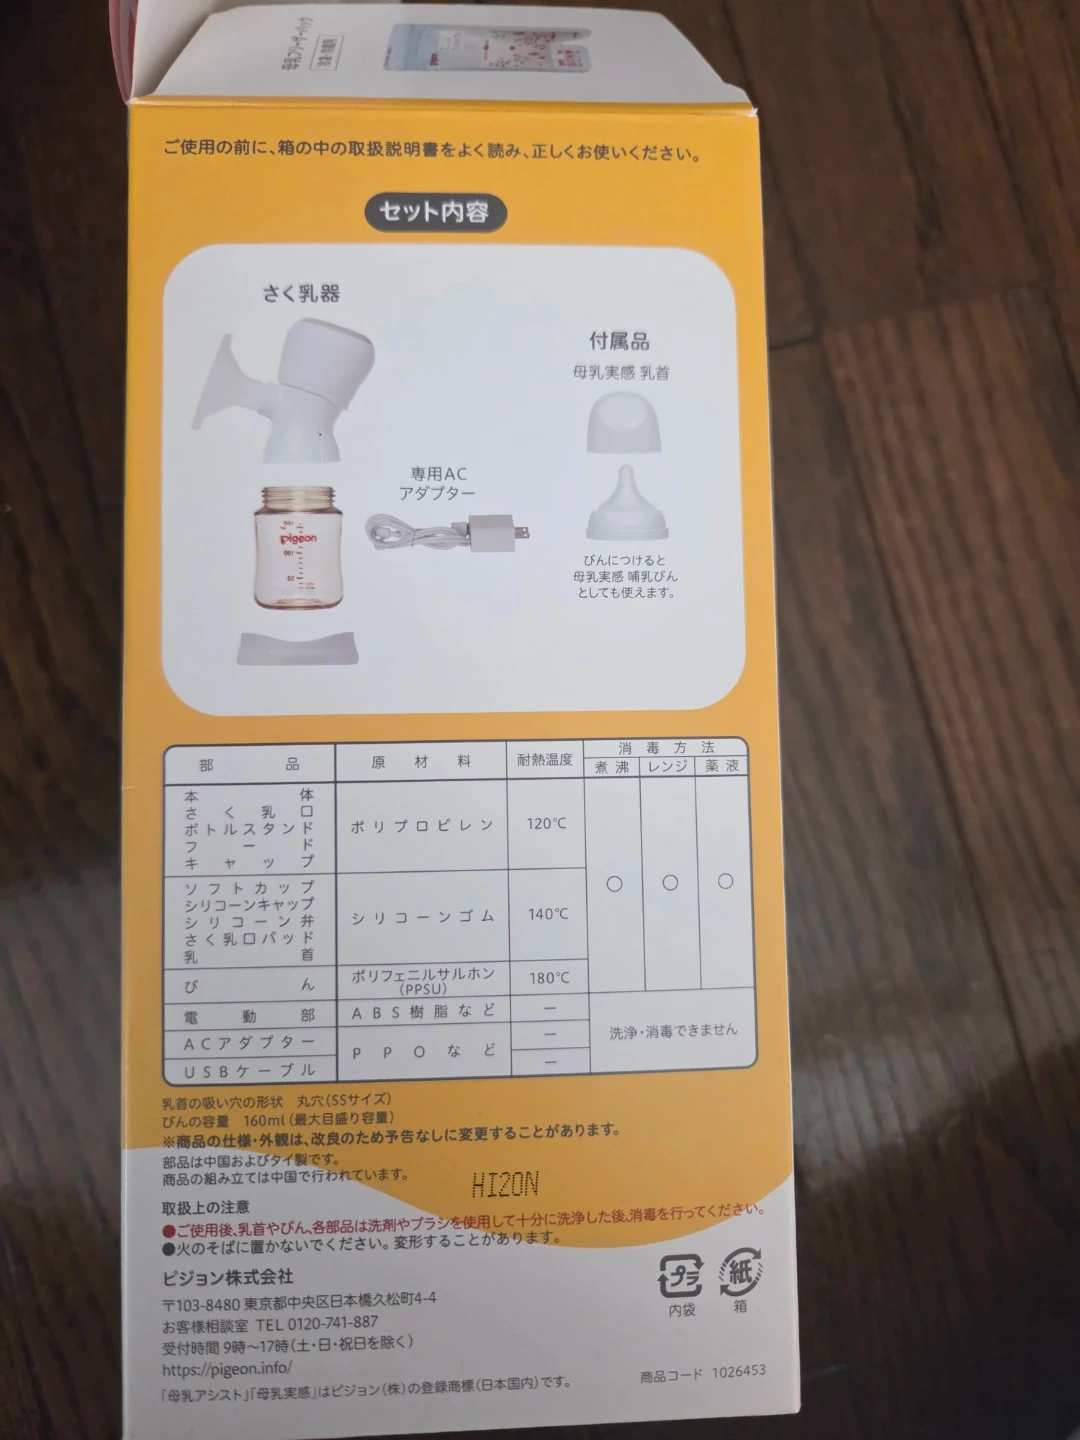 母乳フリーザーパック
ご使用の前に、箱の中の取扱説明書をよく読み、正しくお使いください。
セット内容
さく乳器
付属品
母乳実感 乳首
専用AC
アダプター
pigeon
びんにつけると
母乳実感 哺乳びん
としても使えます。
部品 原材料 耐熱温度 消毒方法
煮沸 レンジ 薬液
本体
さく乳口
ボトルスタンド
フード
キャップ
ポリプロピレン 120℃
ソフトカップ
シリコーンキャップ
シリコーン弁
さく乳口パッド
乳首
シリコーンゴム 140℃
○ ○ ○
びん ポリフェニルサルホン
(PPSU) 180℃
電動部 ABS樹脂など ー
ACアダプター PPOなど ー
USBケーブル ー
洗浄・消毒できません
乳首の吸い穴の形状 丸穴(SSサイズ)
びんの容量 160ml(最大目盛り容量)
※商品の仕様・外観は、改良のため予告なしに変更することがあります。
部品は中国およびタイ製です。
商品の組み立ては中国で行われています。
HI20N
取扱上の注意
●ご使用後、乳首やびん、各部品は洗剤やブラシを使用して十分に洗浄した後、消毒を行ってください。
●火のそばに置かないでください。変形することがあります。
ピジョン株式会社
〒103-8480 東京都中央区日本橋久松町4-4
お客様相談室 TEL 0120-741-887
受付時間 9時〜17時(土・日・祝日を除く)
https://pigeon.info/
「母乳アシスト」「母乳実感」はピジョン(株)の登録商標(日本国内)です。
プラ 紙
内袋 箱
商品コード 1026453